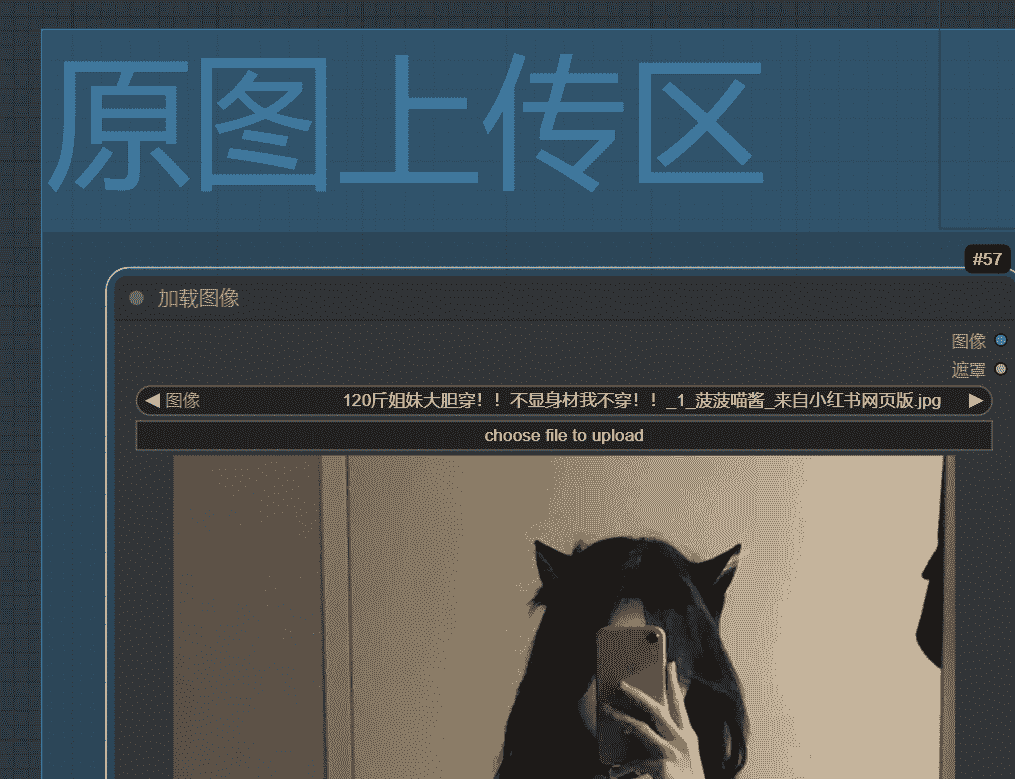 原图上传区
#57
加载图像
图像
遮罩
图像 120斤姐妹大胆穿！！不显身材我不穿！！_1_菠菠喵酱_来自小红书网页版.jpg
choose file to upload